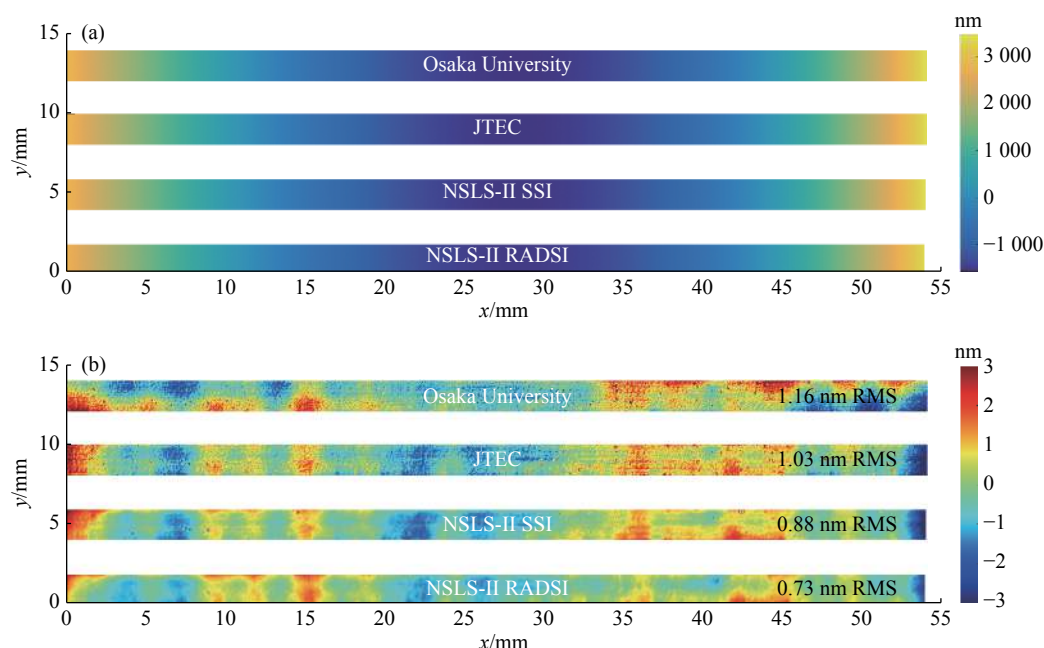 (a)
nm
15
10
5
0
y/mm
Osaka University
JTEC
NSLS-II SSI
NSLS-II RADSI
3 000
2 000
1 000
0
−1 000
0 5 10 15 20 25 30 35 40 45 50 55
x/mm
(b)
nm
15
10
5
0
y/mm
Osaka University 1.16 nm RMS
JTEC 1.03 nm RMS
NSLS-II SSI 0.88 nm RMS
NSLS-II RADSI 0.73 nm RMS
3
2
1
0
−1
−2
−3
0 5 10 15 20 25 30 35 40 45 50 55
x/mm